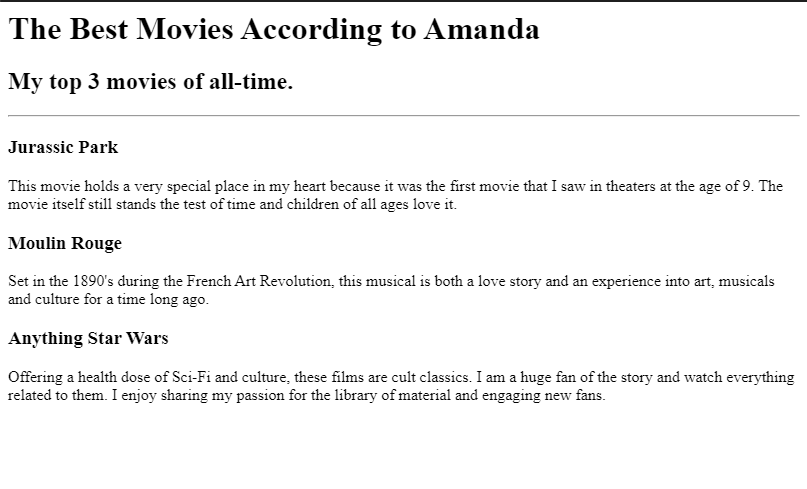 The Best Movies According to Amanda
My top 3 movies of all-time.
Jurassic Park
This movie holds a very special place in my heart because it was the first movie that I saw in theaters at the age of 9. The
movie itself still stands the test of time and children of all ages love it.
Moulin Rouge
Set in the 1890's during the French Art Revolution, this musical is both a love story and an experience into art, musicals
and culture for a time long ago.
Anything Star Wars
Offering a health dose of Sci-Fi and culture, these films are cult classics. I am a huge fan of the story and watch everything
related to them. I enjoy sharing my passion for the library of material and engaging new fans.